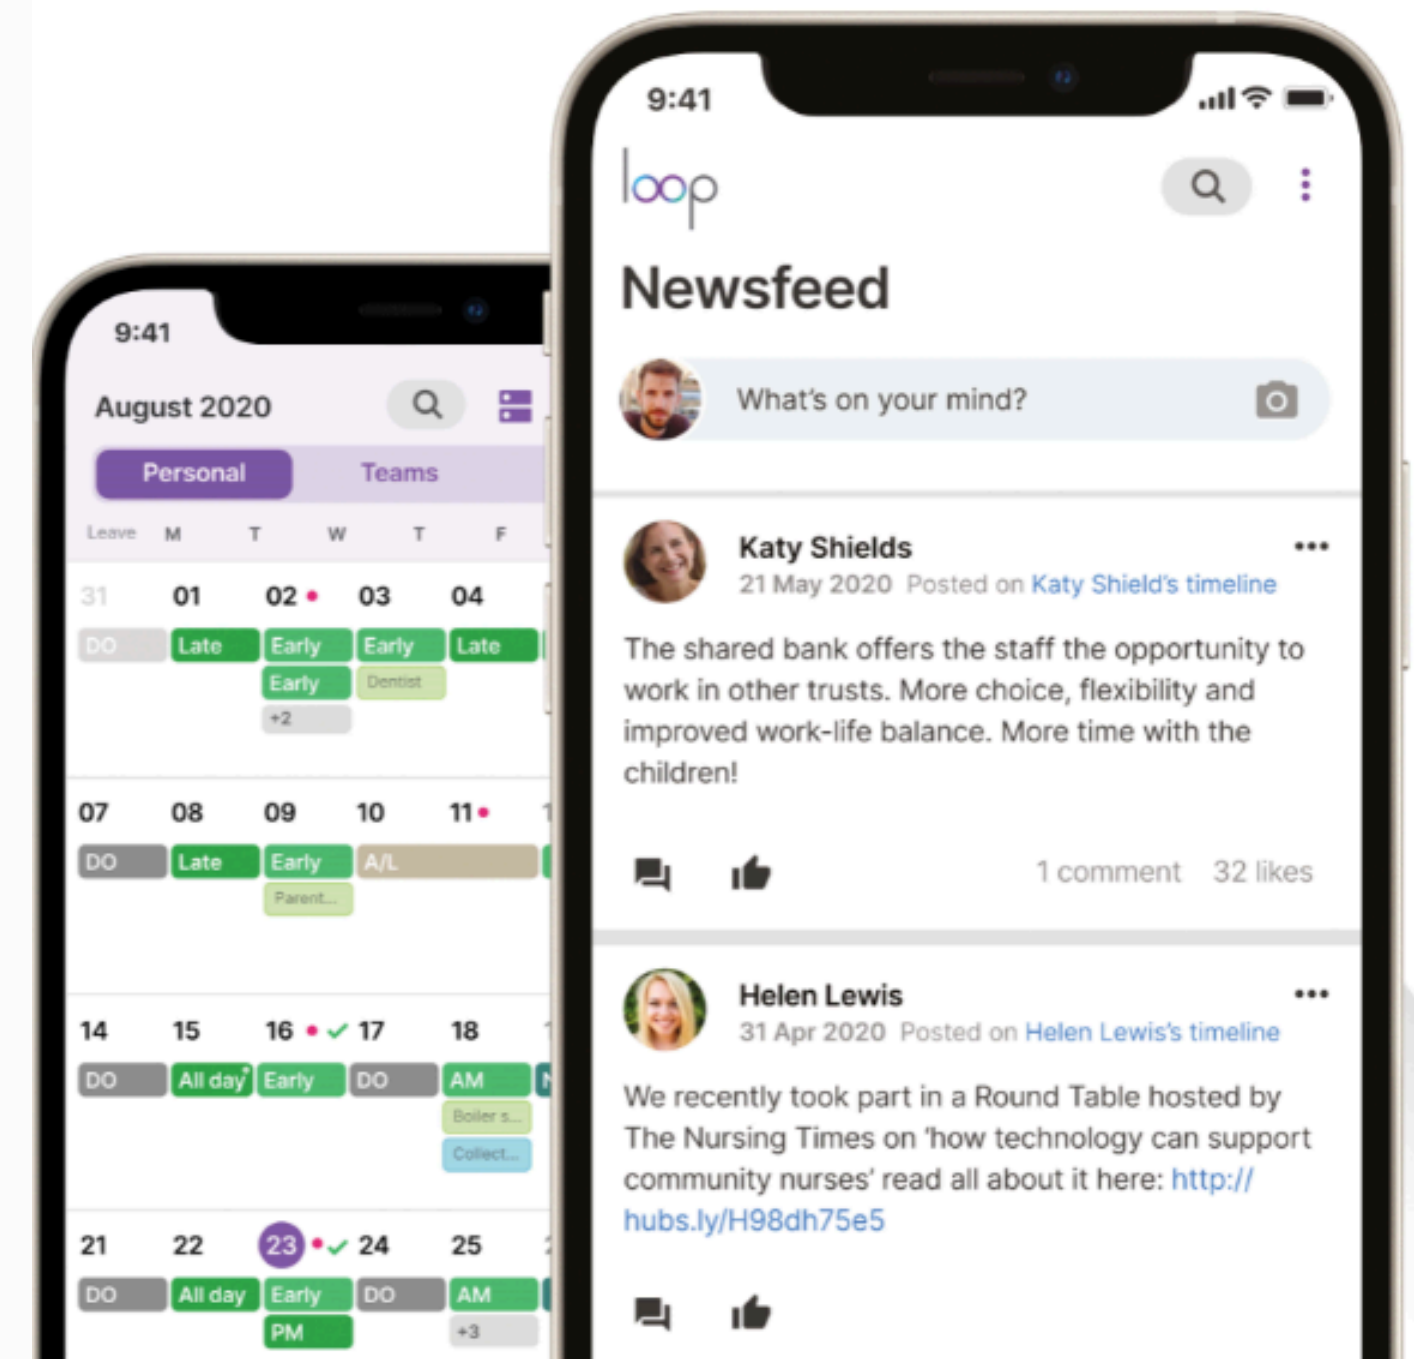 9:41
August 2020
Personal Teams
Leave M T W T F
31 01 02 03 04
DO Late Early Early Late
Early Dentist
+2
07 08 09 10 11
DO Late Early A/L
Parent...
14 15 16 17 18
DO All day Early DO AM
Boiler s...
Collect...
21 22 23 24 25
DO All day Early DO AM
PM +3
9:41
loop
Newsfeed
What's on your mind?
Katy Shields
21 May 2020 Posted on Katy Shield's timeline
The shared bank offers the staff the opportunity to
work in other trusts. More choice, flexibility and
improved work-life balance. More time with the
children!
1 comment 32 likes
Helen Lewis
31 Apr 2020 Posted on Helen Lewis's timeline
We recently took part in a Round Table hosted by
The Nursing Times on 'how technology can support
community nurses' read all about it here: http://
hubs.ly/H98dh75e5